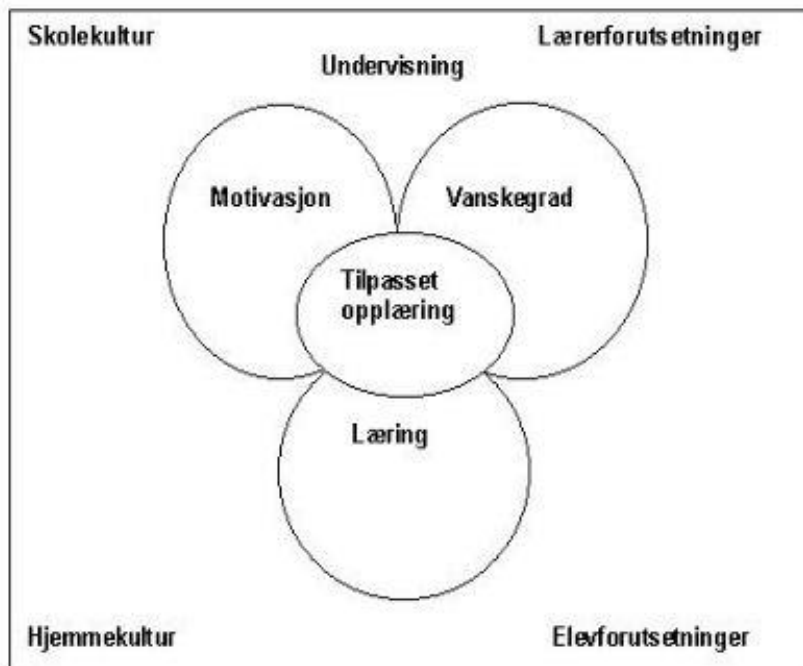 Skolekultur
Lærerforutsetninger
Undervisning
Motivasjon
Vanskegrad
Tilpasset
opplæring
Læring
Hjemmekultur
Elevforutsetninger